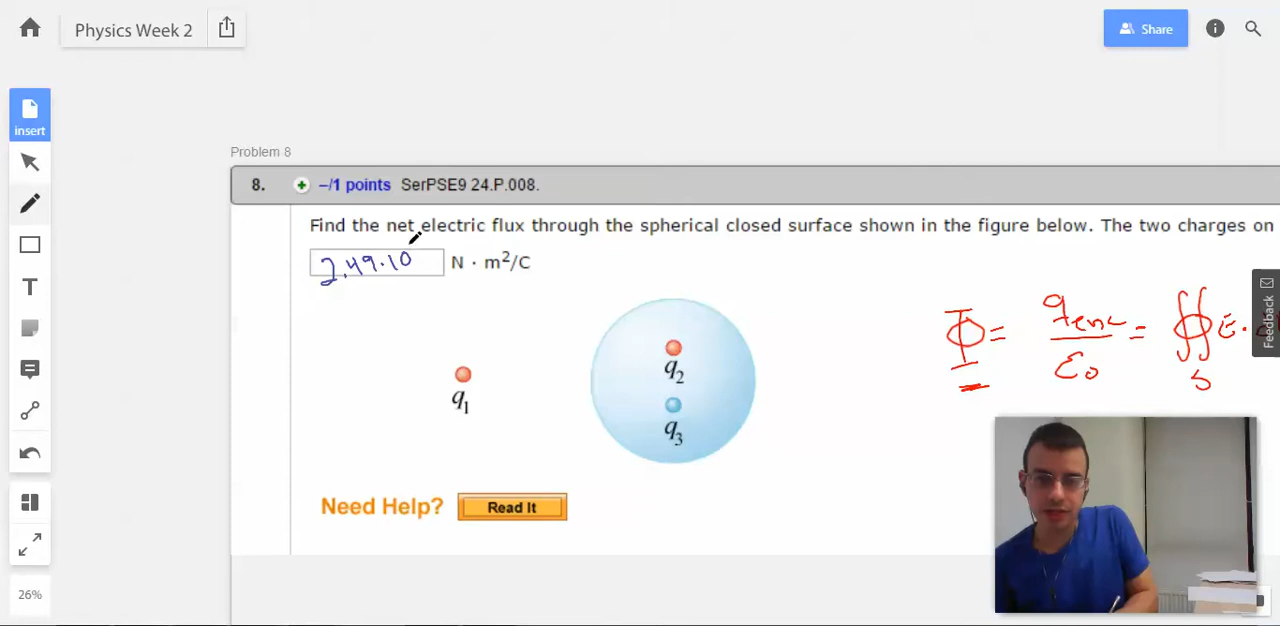 Physics Week 2
Share
insert
Problem 8
8. –/1 points SerPSE9 24.P.008.
Find the net electric flux through the spherical closed surface shown in the figure below. The two charges on
2.49·10 N · m²/C
Φ = qenc/ε₀ = ∯ E ·
S
q₁
q₂
q₃
Need Help? Read It
Feedback
T
26%